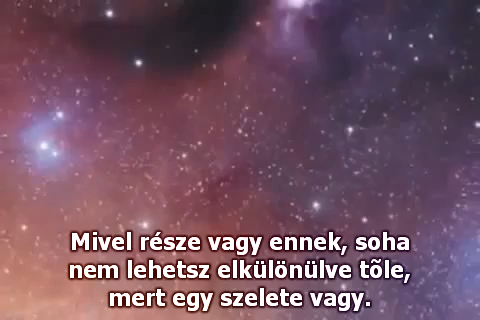 Mivel része vagy ennek, soha
nem lehetsz elkülönülve tõle,
mert egy szelete vagy.